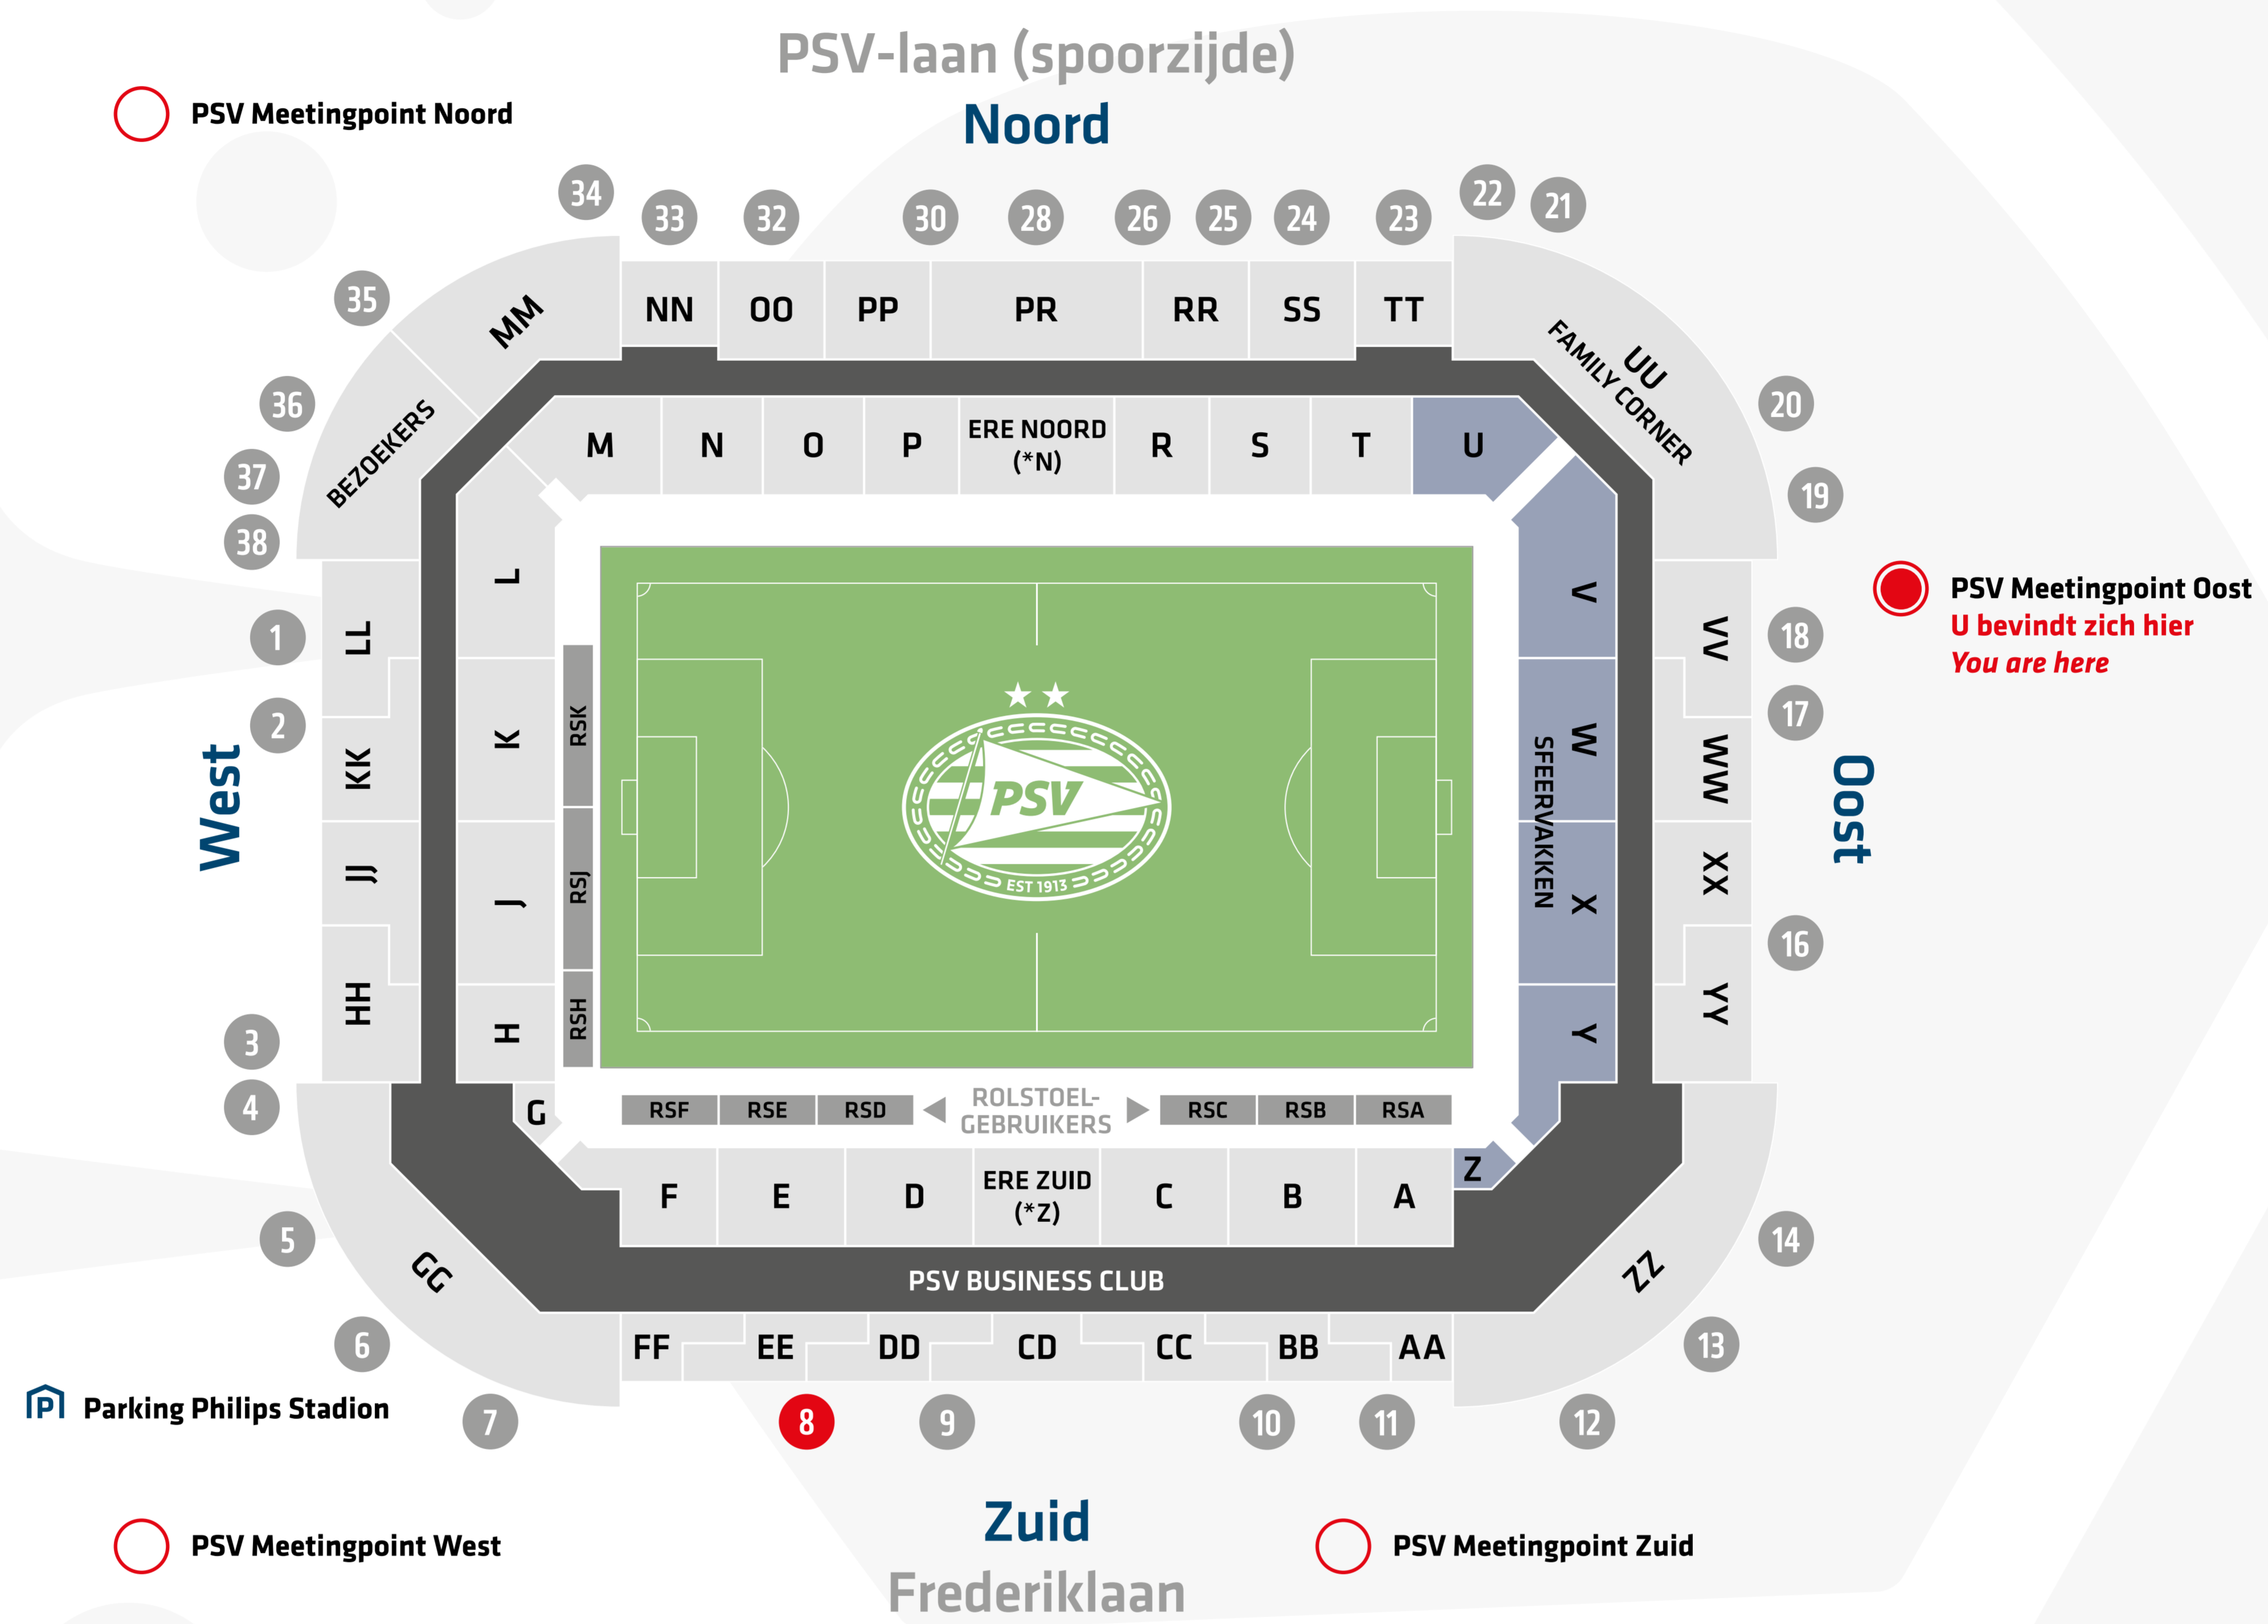 PSV-laan (spoorzijde)
Noord
PSV Meetingpoint Noord
34
33
32
30
28
26
25
24
23
22
21
35
36
37
38
1
2
3
4
5
6
7
8
9
10
11
12
13
14
16
17
18
19
20
MM
NN
OO
PP
PR
RR
SS
TT
UU
FAMILY CORNER
BEZOEKERS
M
N
O
P
ERE NOORD
(*N)
R
S
T
U
LL
KK
JJ
HH
L
K
J
H
G
RSK
RSJ
RSH
PSV
EST 1913
V
W
X
Y
Z
SFEERVAKKEN
VV
WW
XX
YY
West
Oost
PSV Meetingpoint Oost
U bevindt zich hier
You are here
RSF
RSE
RSD
ROLSTOEL-
GEBRUIKERS
RSC
RSB
RSA
F
E
D
ERE ZUID
(*Z)
C
B
A
GG
ZZ
PSV BUSINESS CLUB
FF
EE
DD
CD
CC
BB
AA
P
Parking Philips Stadion
PSV Meetingpoint West
Zuid
Frederiklaan
PSV Meetingpoint Zuid